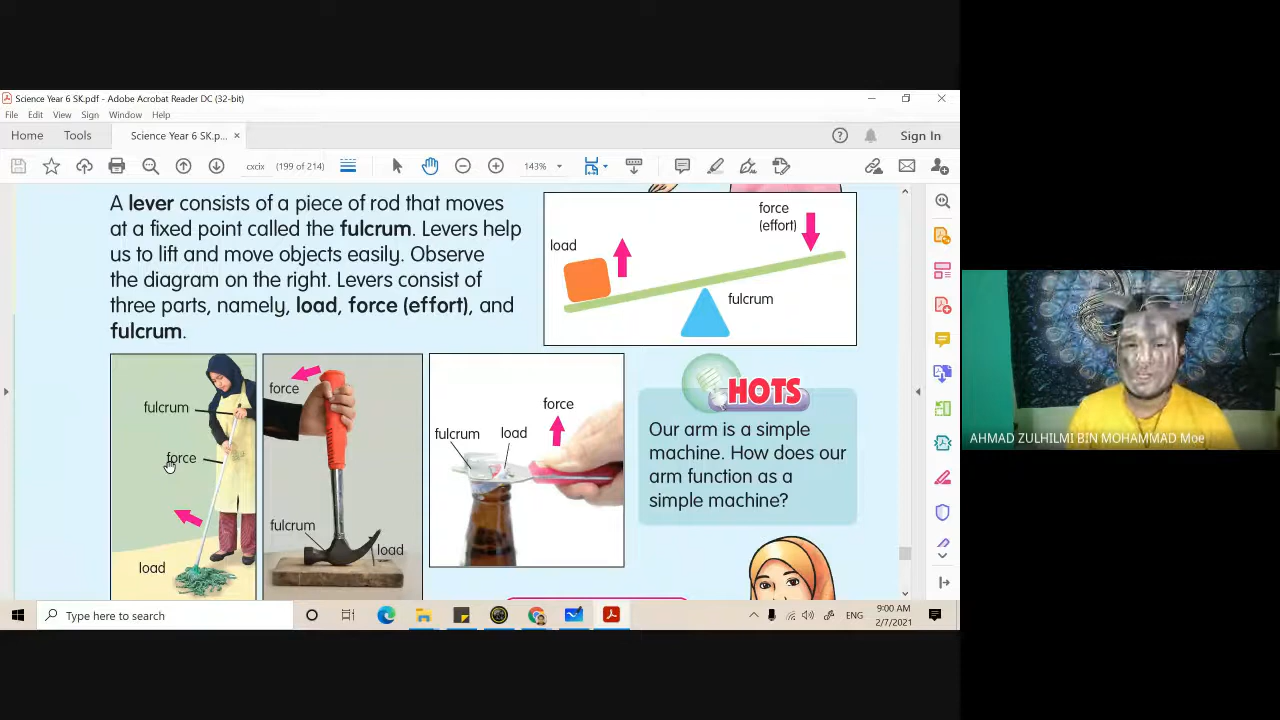 Science Year 6 SK.pdf - Adobe Acrobat Reader DC (32-bit)
File Edit View Window Help
Home Tools Science Year 6 SK.p... × Sign In
cxcix (199 of 214) 143%
A lever consists of a piece of rod that moves
at a fixed point called the fulcrum. Levers help
us to lift and move objects easily. Observe
the diagram on the right. Levers consist of
three parts, namely, load, force (effort), and
fulcrum.
load
force
(effort)
fulcrum
fulcrum
force
load
force
fulcrum
load
force
fulcrum
load
HOTS
Our arm is a simple
machine. How does our
arm function as a
simple machine?
AHMAD ZULHILMI BIN MOHAMMAD Moe
Type here to search
ENG
9:00 AM
2/7/2021